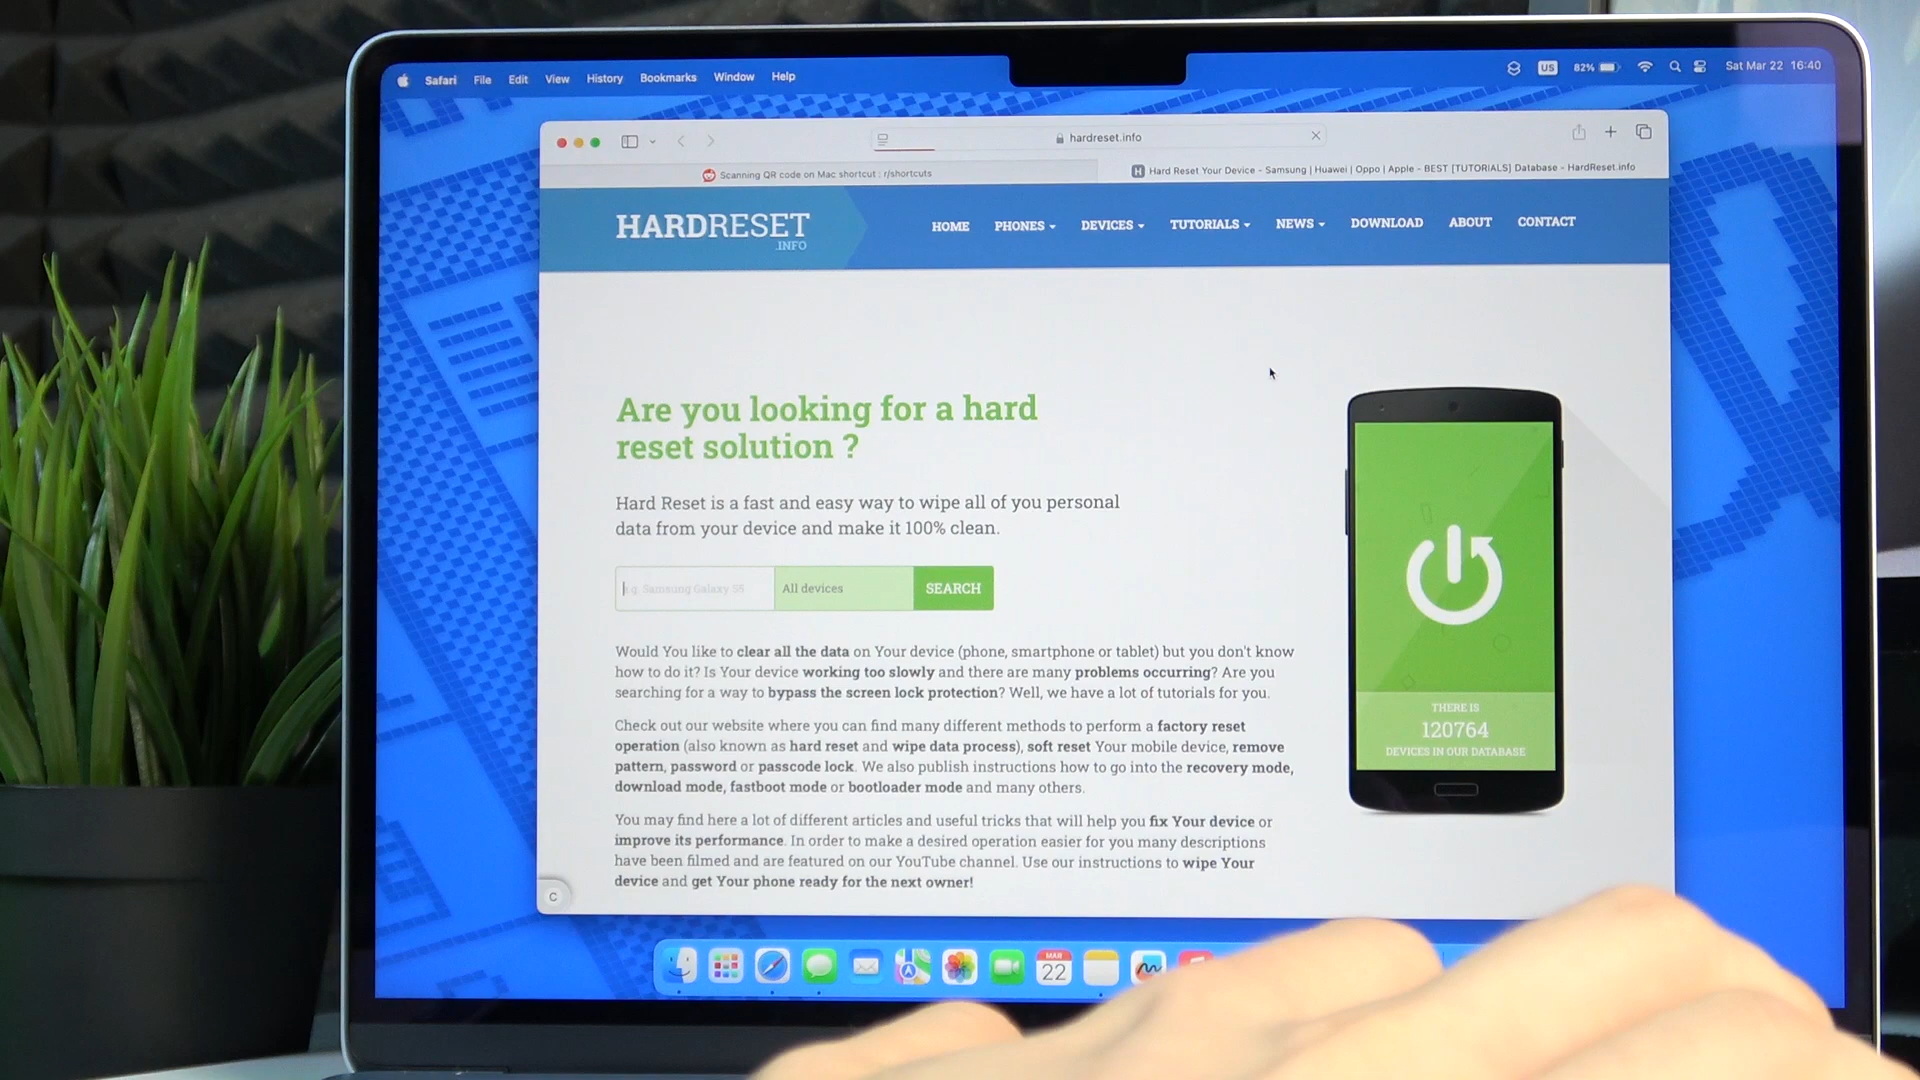 Safari File Edit View History Bookmarks Window Help
US 82% Sat Mar 22 16:40
hardreset.info
Scanning QR code on Mac shortcut : r/shortcuts
H Hard Reset Your Device - Samsung | Huawei | Oppo | Apple - BEST [TUTORIALS] Database - HardReset.info
HARDRESET
.INFO
HOME PHONES DEVICES TUTORIALS NEWS DOWNLOAD ABOUT CONTACT
Are you looking for a hard
reset solution ?
Hard Reset is a fast and easy way to wipe all of you personal
data from your device and make it 100% clean.
e.g. Samsung Galaxy S5 All devices SEARCH
Would You like to clear all the data on Your device (phone, smartphone or tablet) but you don't know
how to do it? Is Your device working too slowly and there are many problems occurring? Are you
searching for a way to bypass the screen lock protection? Well, we have a lot of tutorials for you.
Check out our website where you can find many different methods to perform a factory reset
operation (also known as hard reset and wipe data process), soft reset Your mobile device, remove
pattern, password or passcode lock. We also publish instructions how to go into the recovery mode,
download mode, fastboot mode or bootloader mode and many others.
You may find here a lot of different articles and useful tricks that will help you fix Your device or
improve its performance. In order to make a desired operation easier for you many descriptions
have been filmed and are featured on our YouTube channel. Use our instructions to wipe Your
device and get Your phone ready for the next owner!
THERE IS
120764
DEVICES IN OUR DATABASE
C
MAR
22